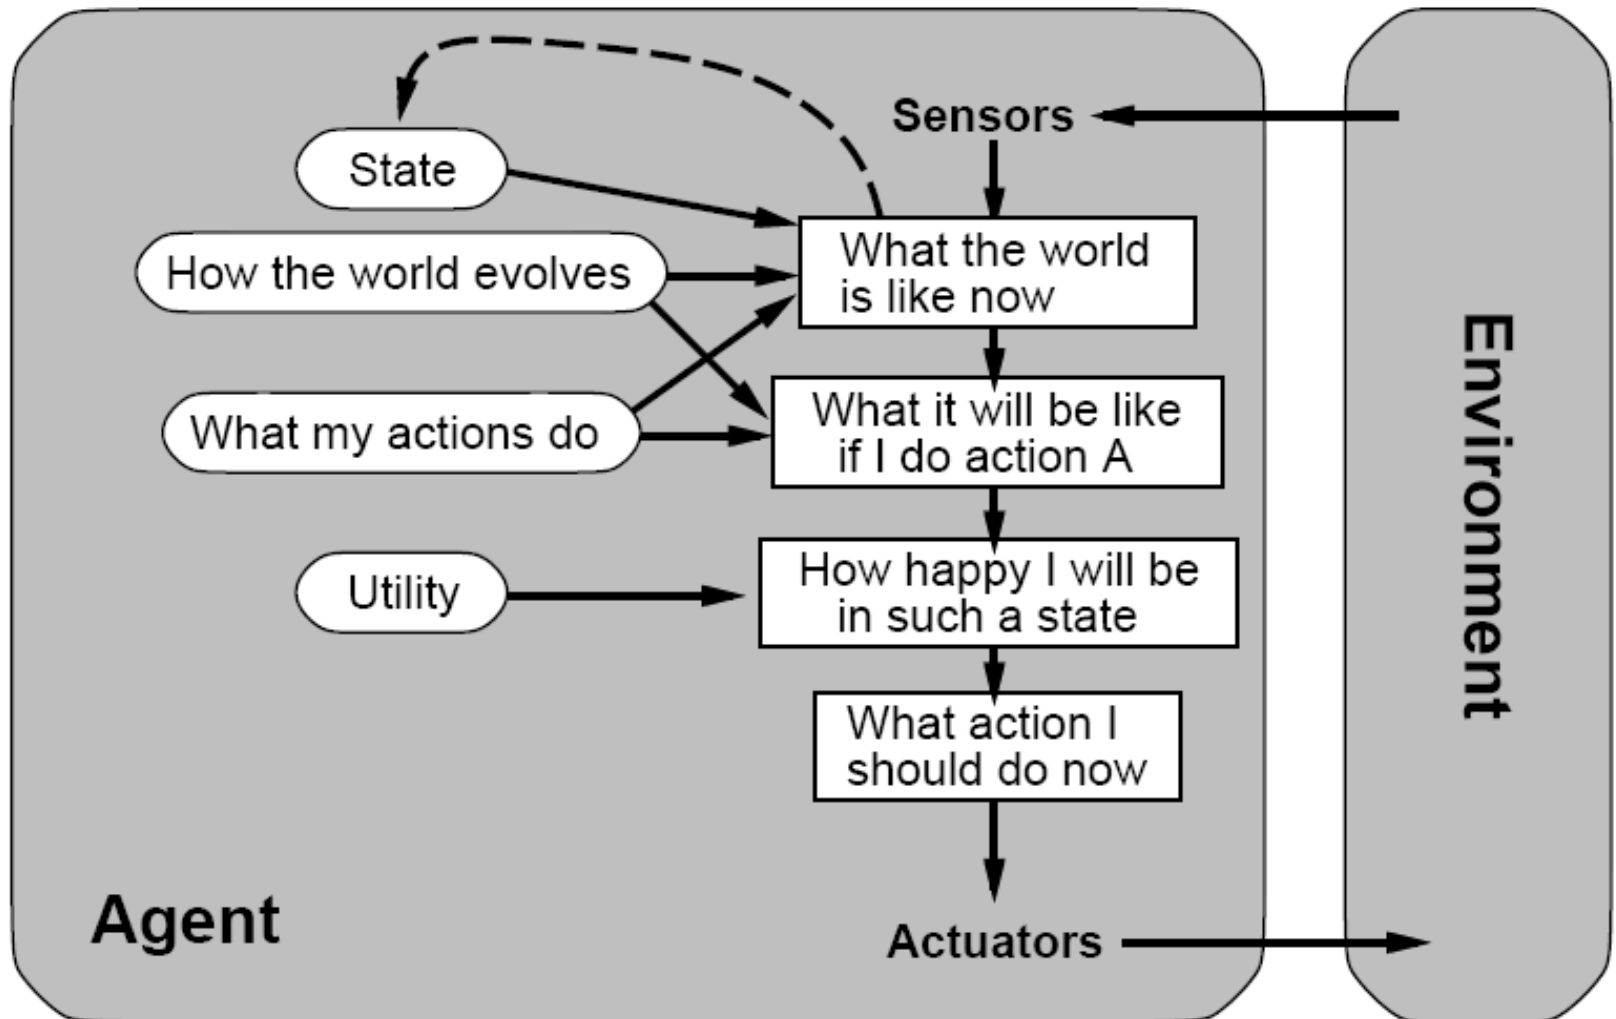 Sensors
State
What the world
is like now
How the world evolves
What it will be like
if I do action A
What my actions do
How happy I will be
in such a state
Utility
What action I
should do now
Agent
Actuators
Environment